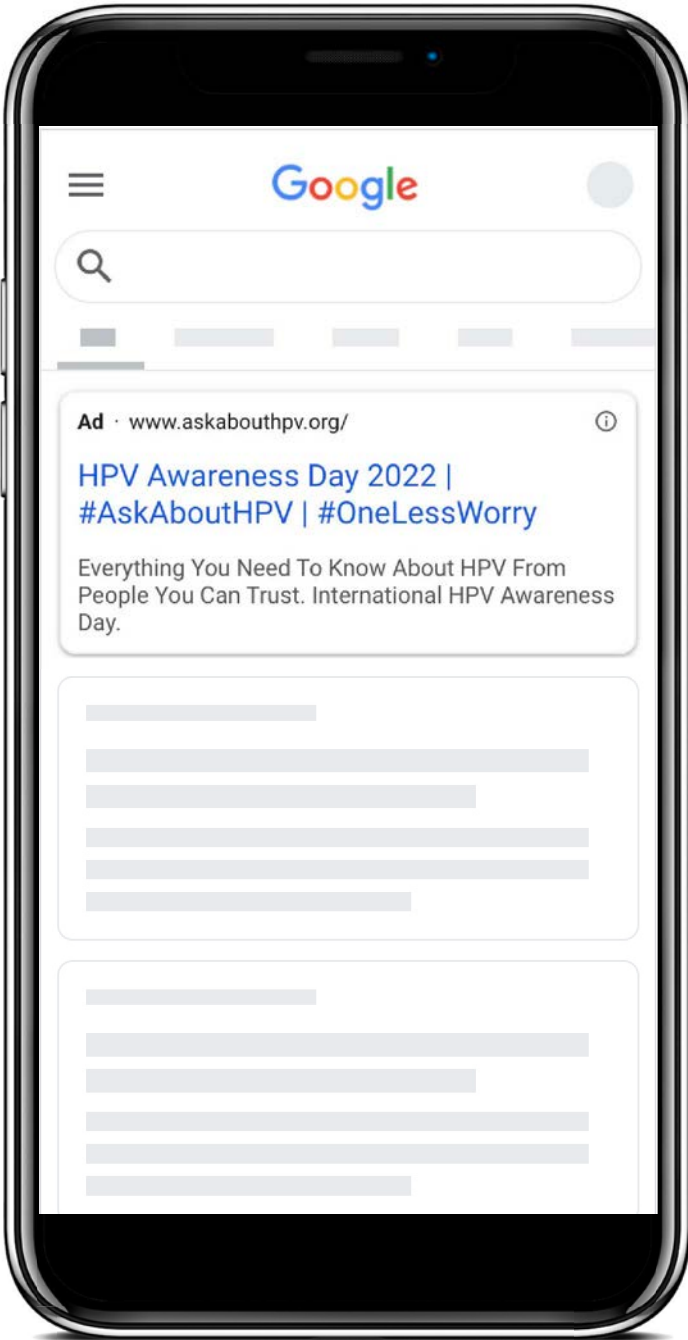 Google
Ad · www.askabouthpv.org/
HPV Awareness Day 2022 |
#AskAboutHPV | #OneLessWorry
Everything You Need To Know About HPV From
People You Can Trust. International HPV Awareness
Day.